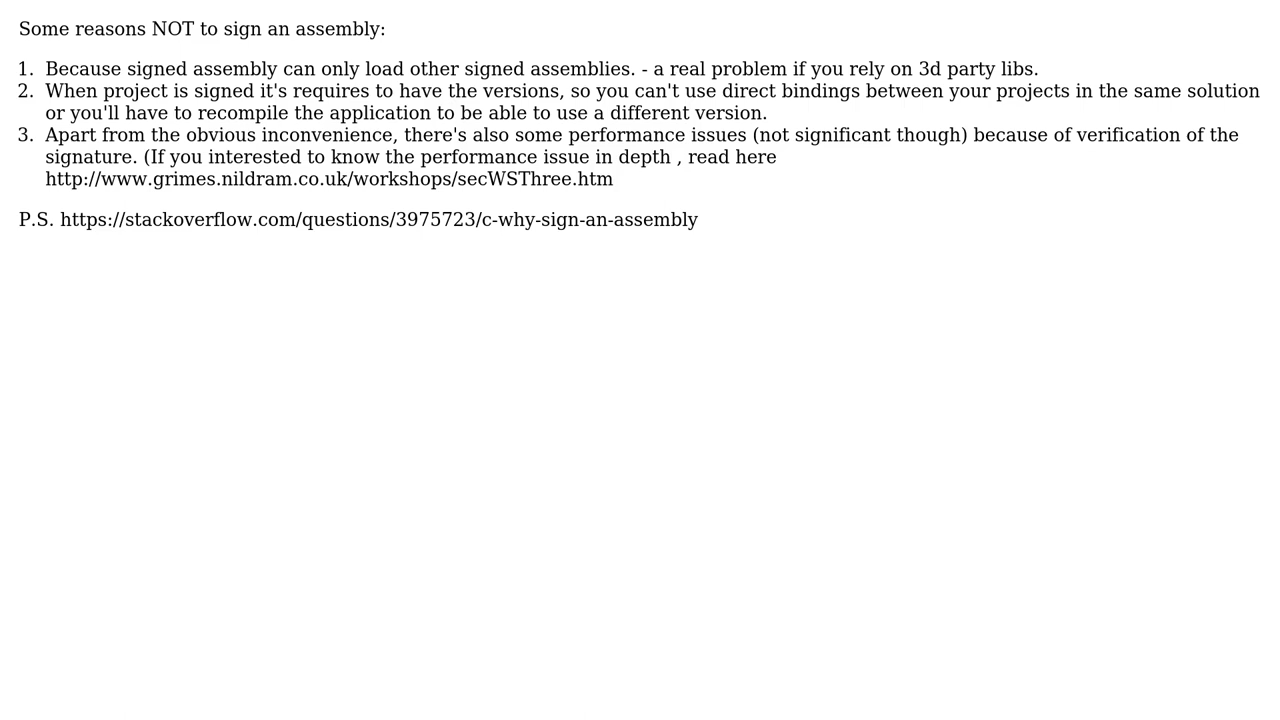 Some reasons NOT to sign an assembly:
1. Because signed assembly can only load other signed assemblies. - a real problem if you rely on 3d party libs.
2. When project is signed it's requires to have the versions, so you can't use direct bindings between your projects in the same solution
or you'll have to recompile the application to be able to use a different version.
3. Apart from the obvious inconvenience, there's also some performance issues (not significant though) because of verification of the
signature. (If you interested to know the performance issue in depth , read here
http://www.grimes.nildram.co.uk/workshops/secWSThree.htm
P.S. https://stackoverflow.com/questions/3975723/c-why-sign-an-assembly